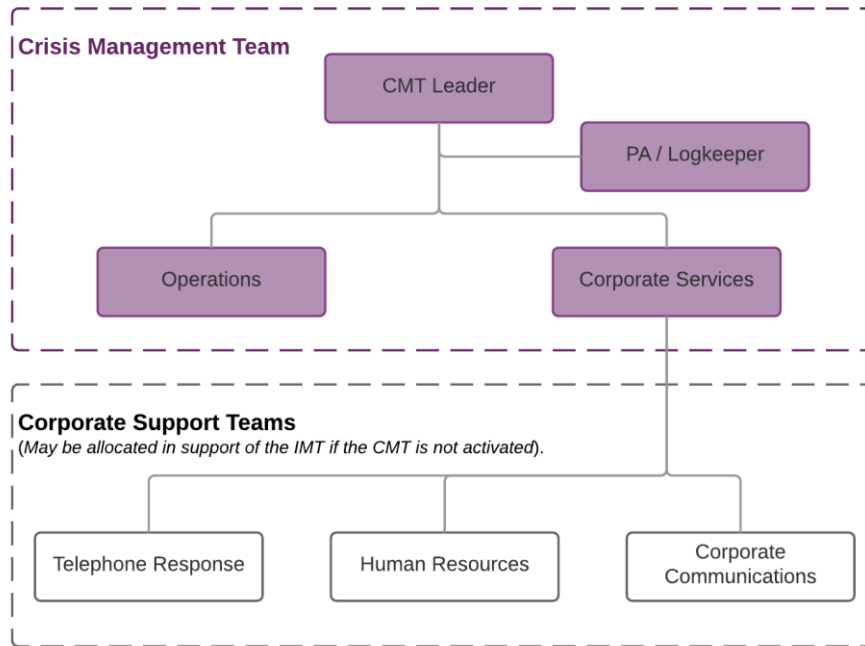 Crisis Management Team
CMT Leader
PA / Logkeeper
Operations
Corporate Services
Corporate Support Teams
(May be allocated in support of the IMT if the CMT is not activated).
Telephone Response
Human Resources
Corporate
Communications